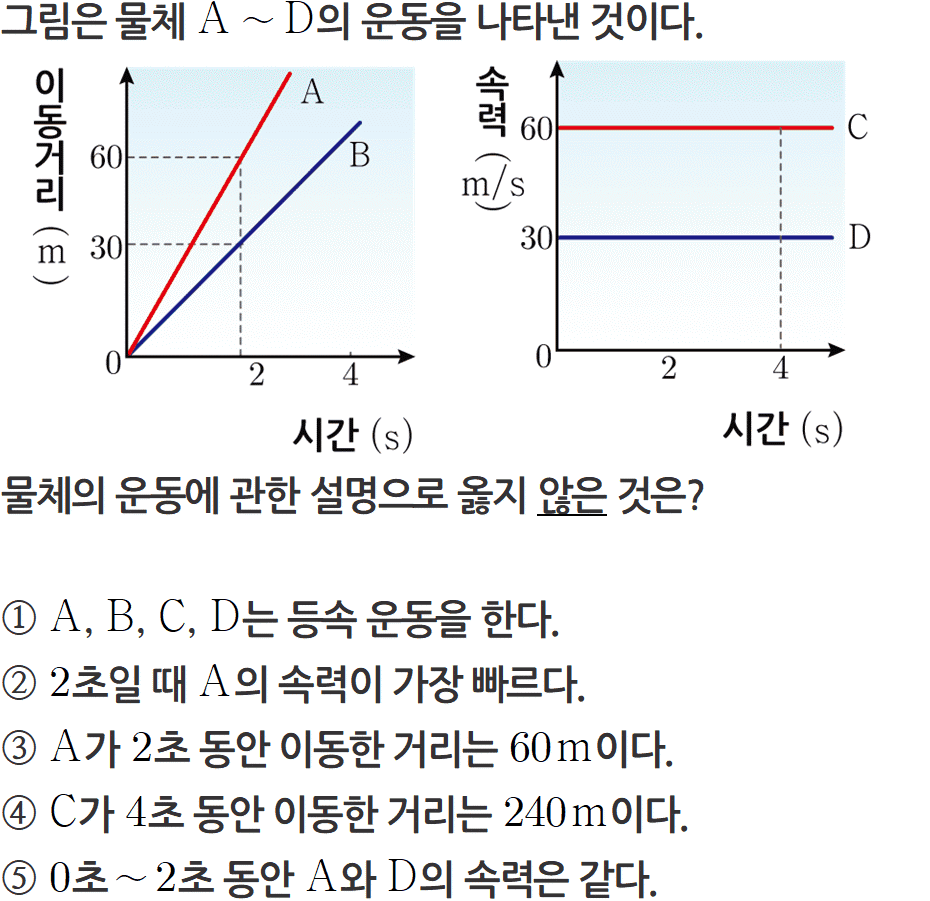 그림은 물체 A ~ D의 운동을 나타낸 것이다.
이동거리 (m)
60
30
0
2
4
A
B
시간 (s)
속력 (m/s)
60
30
0
2
4
C
D
시간 (s)
물체의 운동에 관한 설명으로 옳지 않은 것은?
① A, B, C, D는 등속 운동을 한다.
② 2초일 때 A의 속력이 가장 빠르다.
③ A가 2초 동안 이동한 거리는 60m이다.
④ C가 4초 동안 이동한 거리는 240m이다.
⑤ 0초 ~ 2초 동안 A와 D의 속력은 같다.